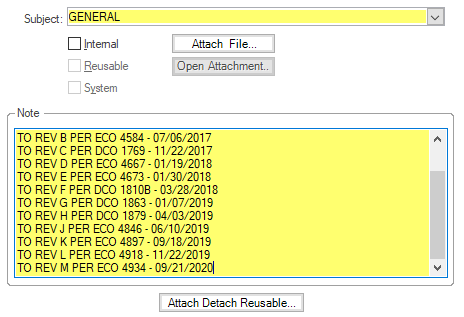 Subject: GENERAL
Internal
Attach File...
Reusable
Open Attachment..
System
Note
TO REV B PER ECO 4584 - 07/06/2017
TO REV C PER DCO 1769 - 11/22/2017
TO REV D PER ECO 4667 - 01/19/2018
TO REV E PER ECO 4673 - 01/30/2018
TO REV F PER DCO 1810B - 03/28/2018
TO REV G PER DCO 1863 - 01/07/2019
TO REV H PER DCO 1879 - 04/03/2019
TO REV J PER ECO 4846 - 06/10/2019
TO REV K PER ECO 4897 - 09/18/2019
TO REV L PER ECO 4918 - 11/22/2019
TO REV M PER ECO 4934 - 09/21/2020
Attach Detach Reusable...